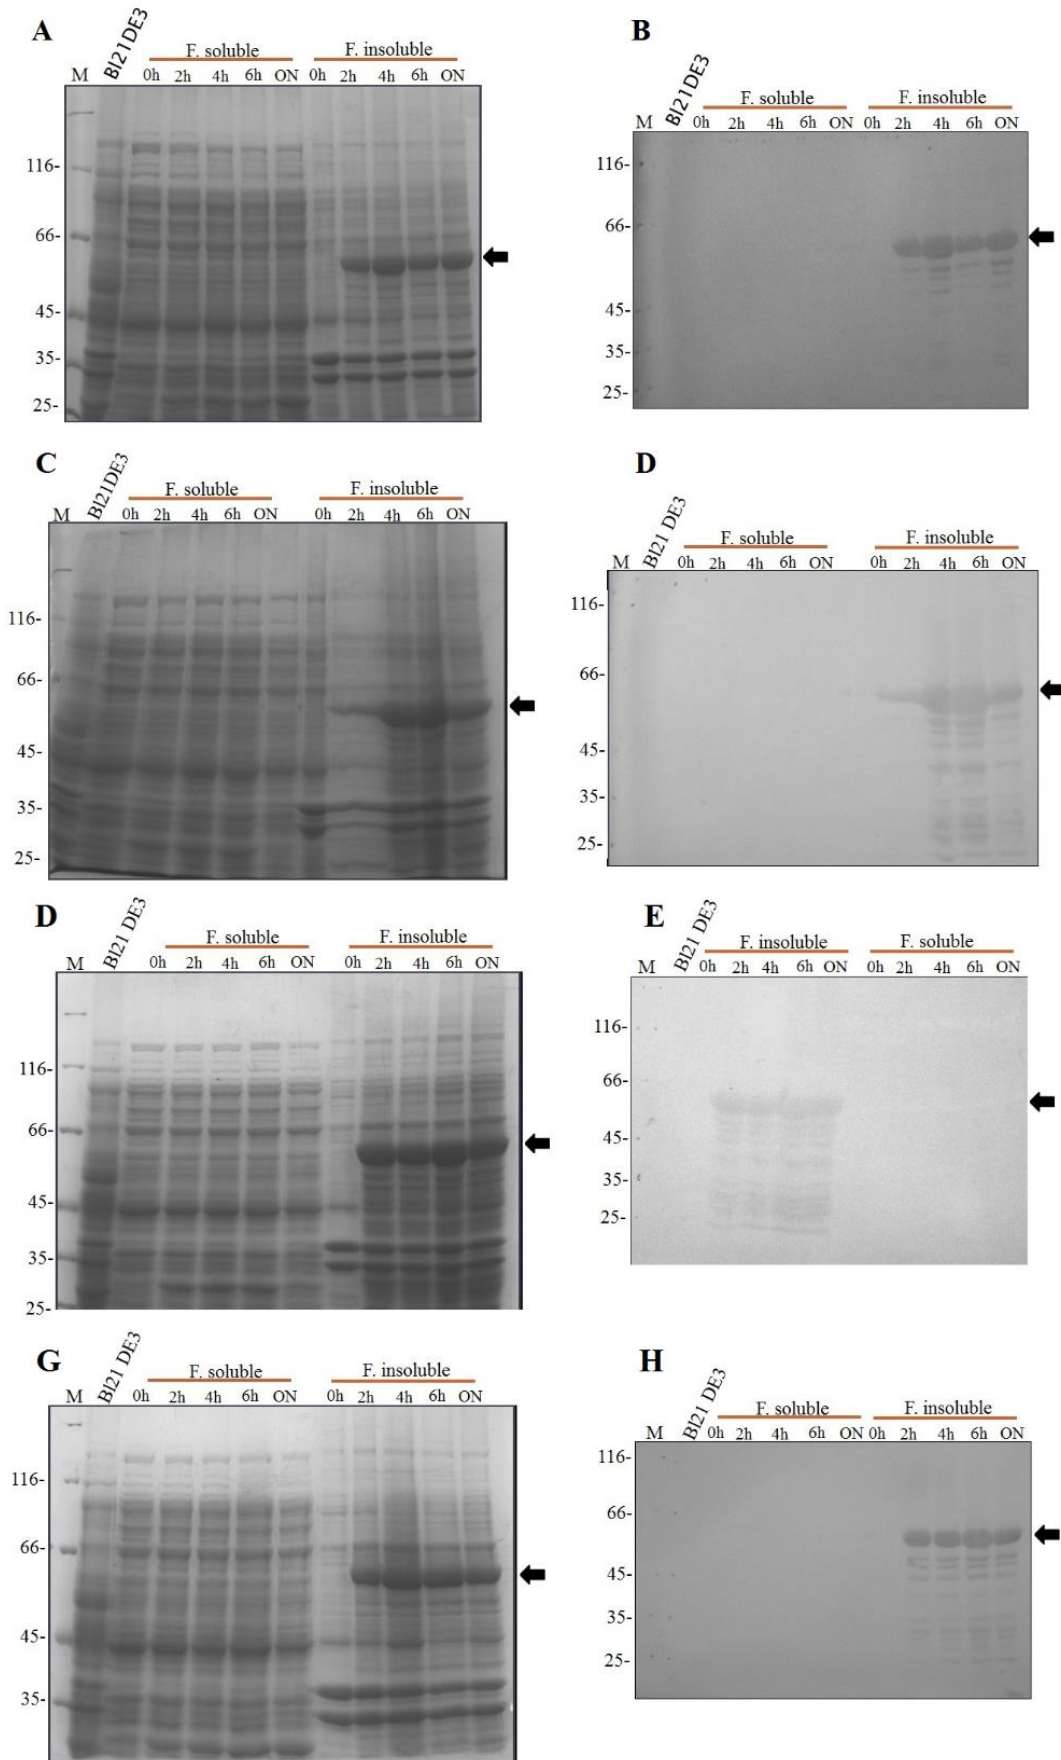 A
Bl21DE3
F. soluble
F. insoluble
M
0h 2h 4h 6h ON 0h 2h 4h 6h ON
116-
66-
45-
35-
25-
B
Bl21DE3
F. soluble
F. insoluble
M
0h 2h 4h 6h ON 0h 2h 4h 6h ON
116-
66-
45-
35-
25-
C
Bl21DE3
F. soluble
F. insoluble
M
0h 2h 4h 6h ON 0h 2h 4h 6h ON
116-
66-
45-
35-
25-
D
Bl21 DE3
F. soluble
F. insoluble
M
0h 2h 4h 6h ON 0h 2h 4h 6h ON
116-
66-
45-
35-
25-
D
Bl21 DE3
F. soluble
F. insoluble
M
0h 2h 4h 6h ON 0h 2h 4h 6h ON
116-
66-
45-
35-
25-
E
Bl21 DE3
F. insoluble
F. soluble
M
0h 2h 4h 6h ON 0h 2h 4h 6h ON
116-
66-
45-
35-
25-
G
Bl21 DE3
F. soluble
F. insoluble
M
0h 2h 4h 6h ON 0h 2h 4h 6h ON
116-
66-
45-
35-
H
Bl21 DE3
F. soluble
F. insoluble
M
0h 2h 4h 6h ON 0h 2h 4h 6h ON
116-
66-
45-
35-
25-